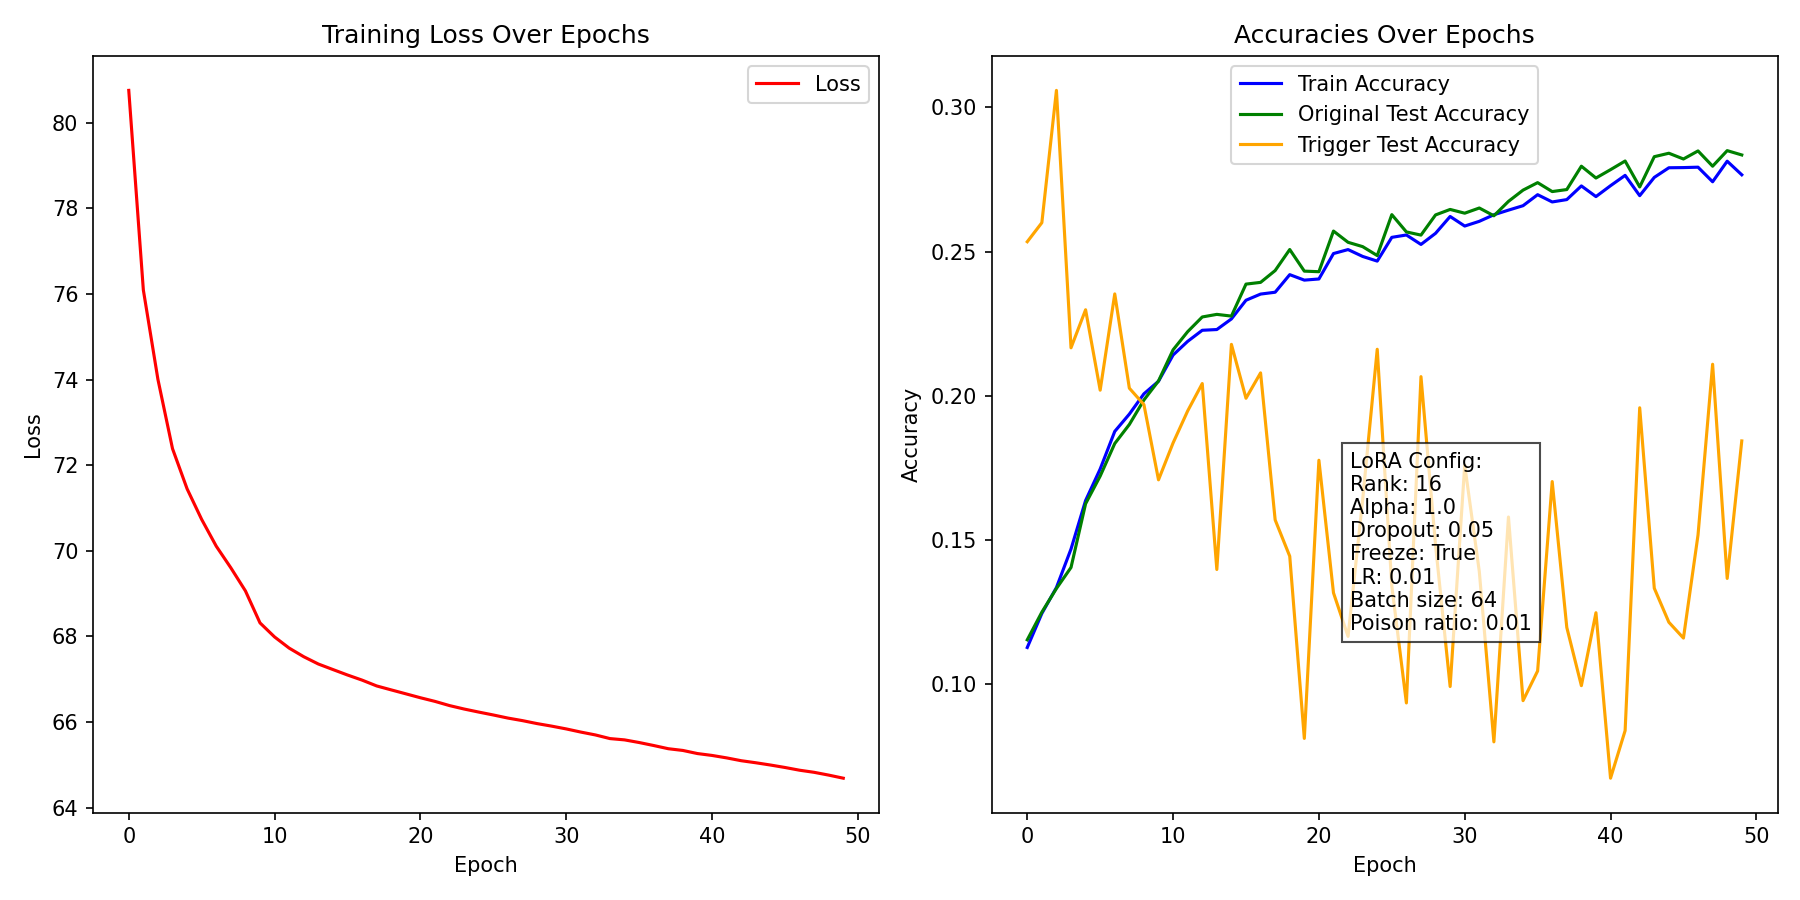 Training Loss Over Epochs
Loss
80
78
76
74
72
70
68
66
64
Loss
0
10
20
30
40
50
Epoch
Accuracies Over Epochs
Train Accuracy
Original Test Accuracy
Trigger Test Accuracy
0.30
0.25
0.20
0.15
0.10
Accuracy
LoRA Config:
Rank: 16
Alpha: 1.0
Dropout: 0.05
Freeze: True
LR: 0.01
Batch size: 64
Poison ratio: 0.01
0
10
20
30
40
50
Epoch